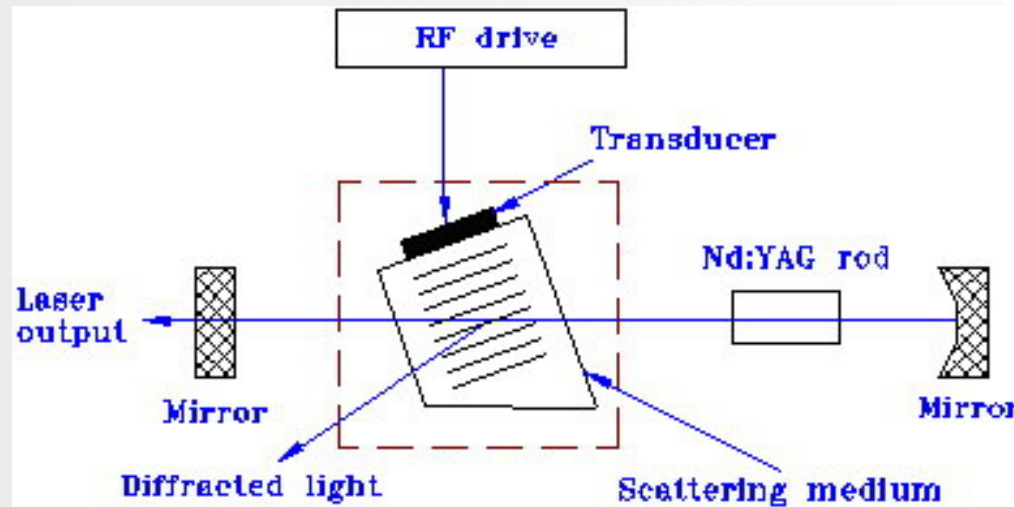 RF drive
Transducer
Nd:YAG rod
Laser
output
Mirror
Mirror
Diffracted light
Scattering medium